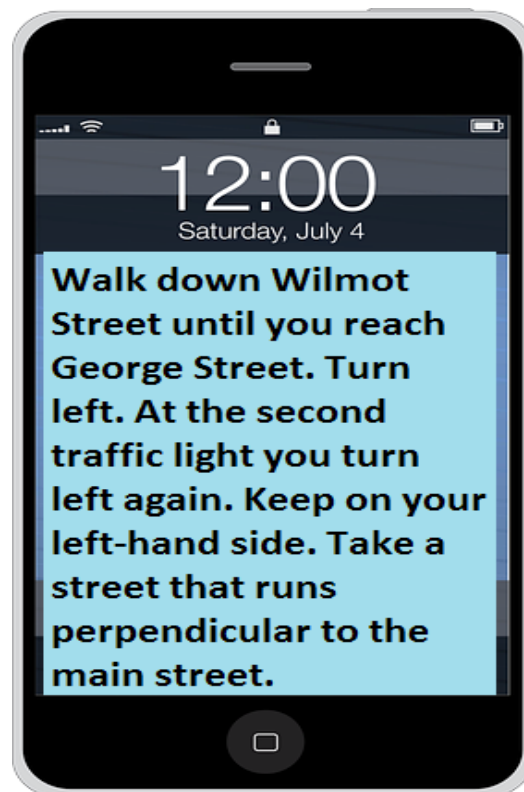 12:00
Saturday, July 4
Walk down Wilmot
Street until you reach
George Street. Turn
left. At the second
traffic light you turn
left again. Keep on your
left-hand side. Take a
street that runs
perpendicular to the
main street.